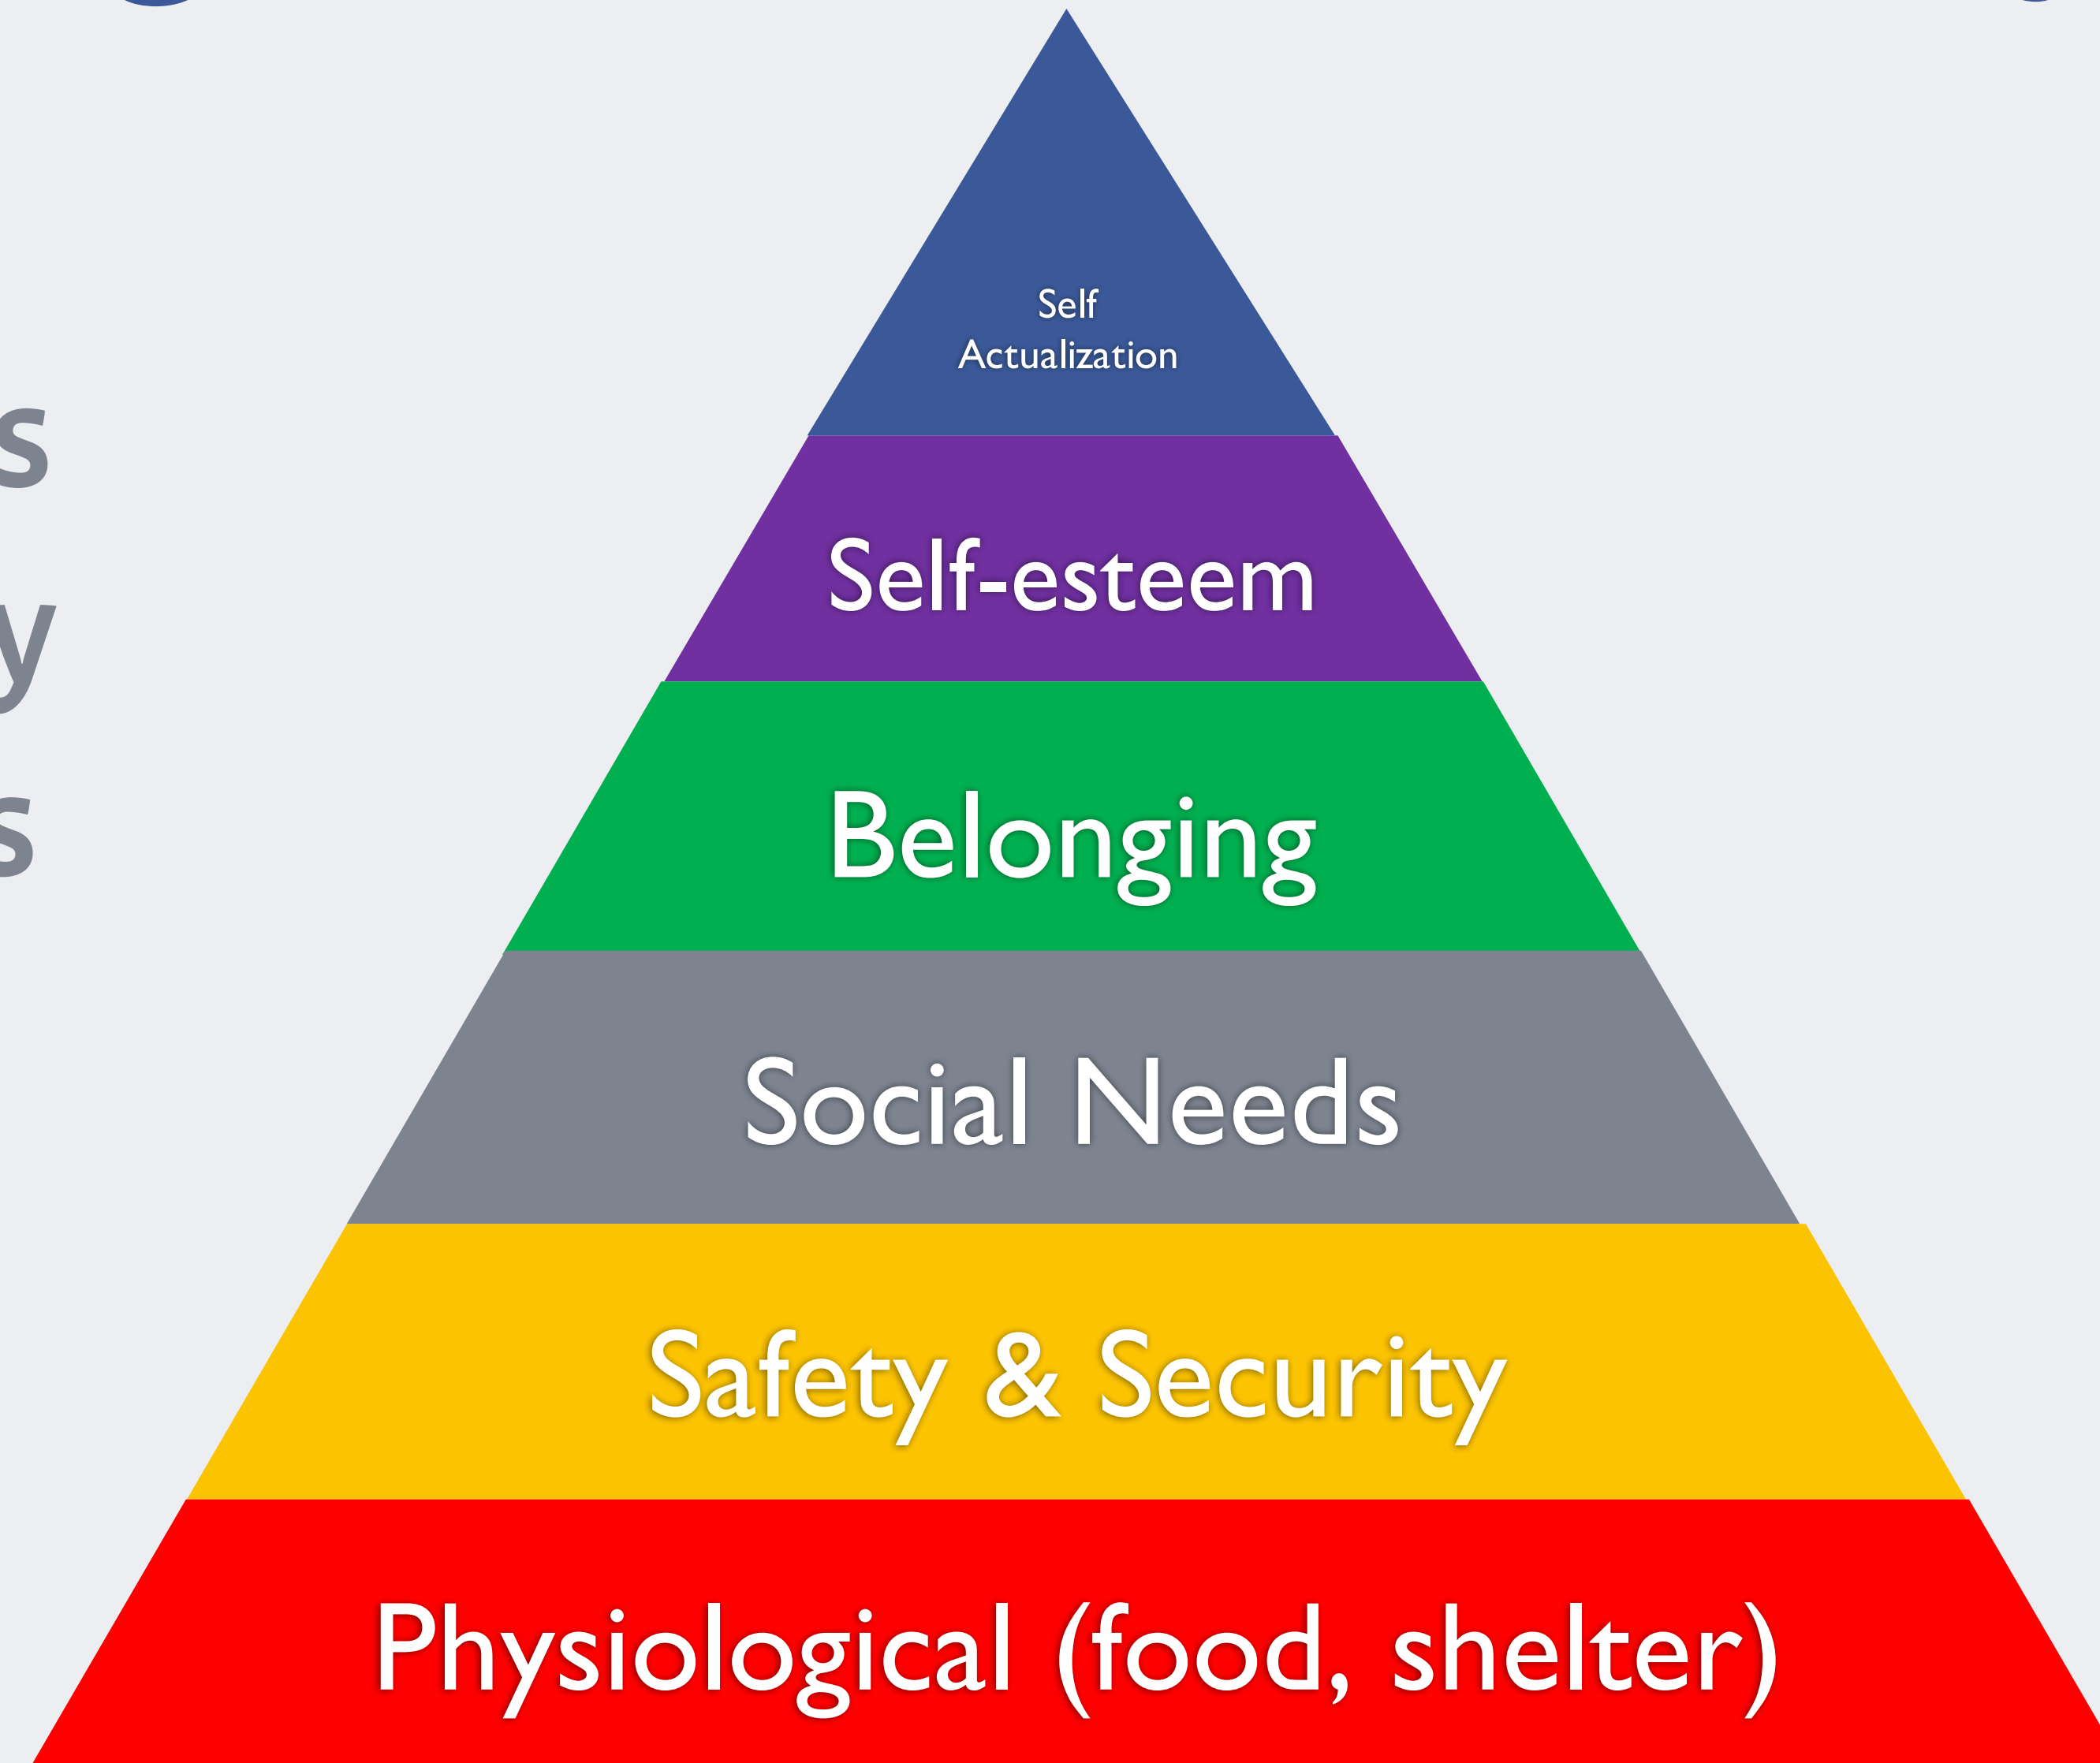 Self
Actualization
Self-esteem
Belonging
Social Needs
Safety & Security
Physiological (food, shelter)